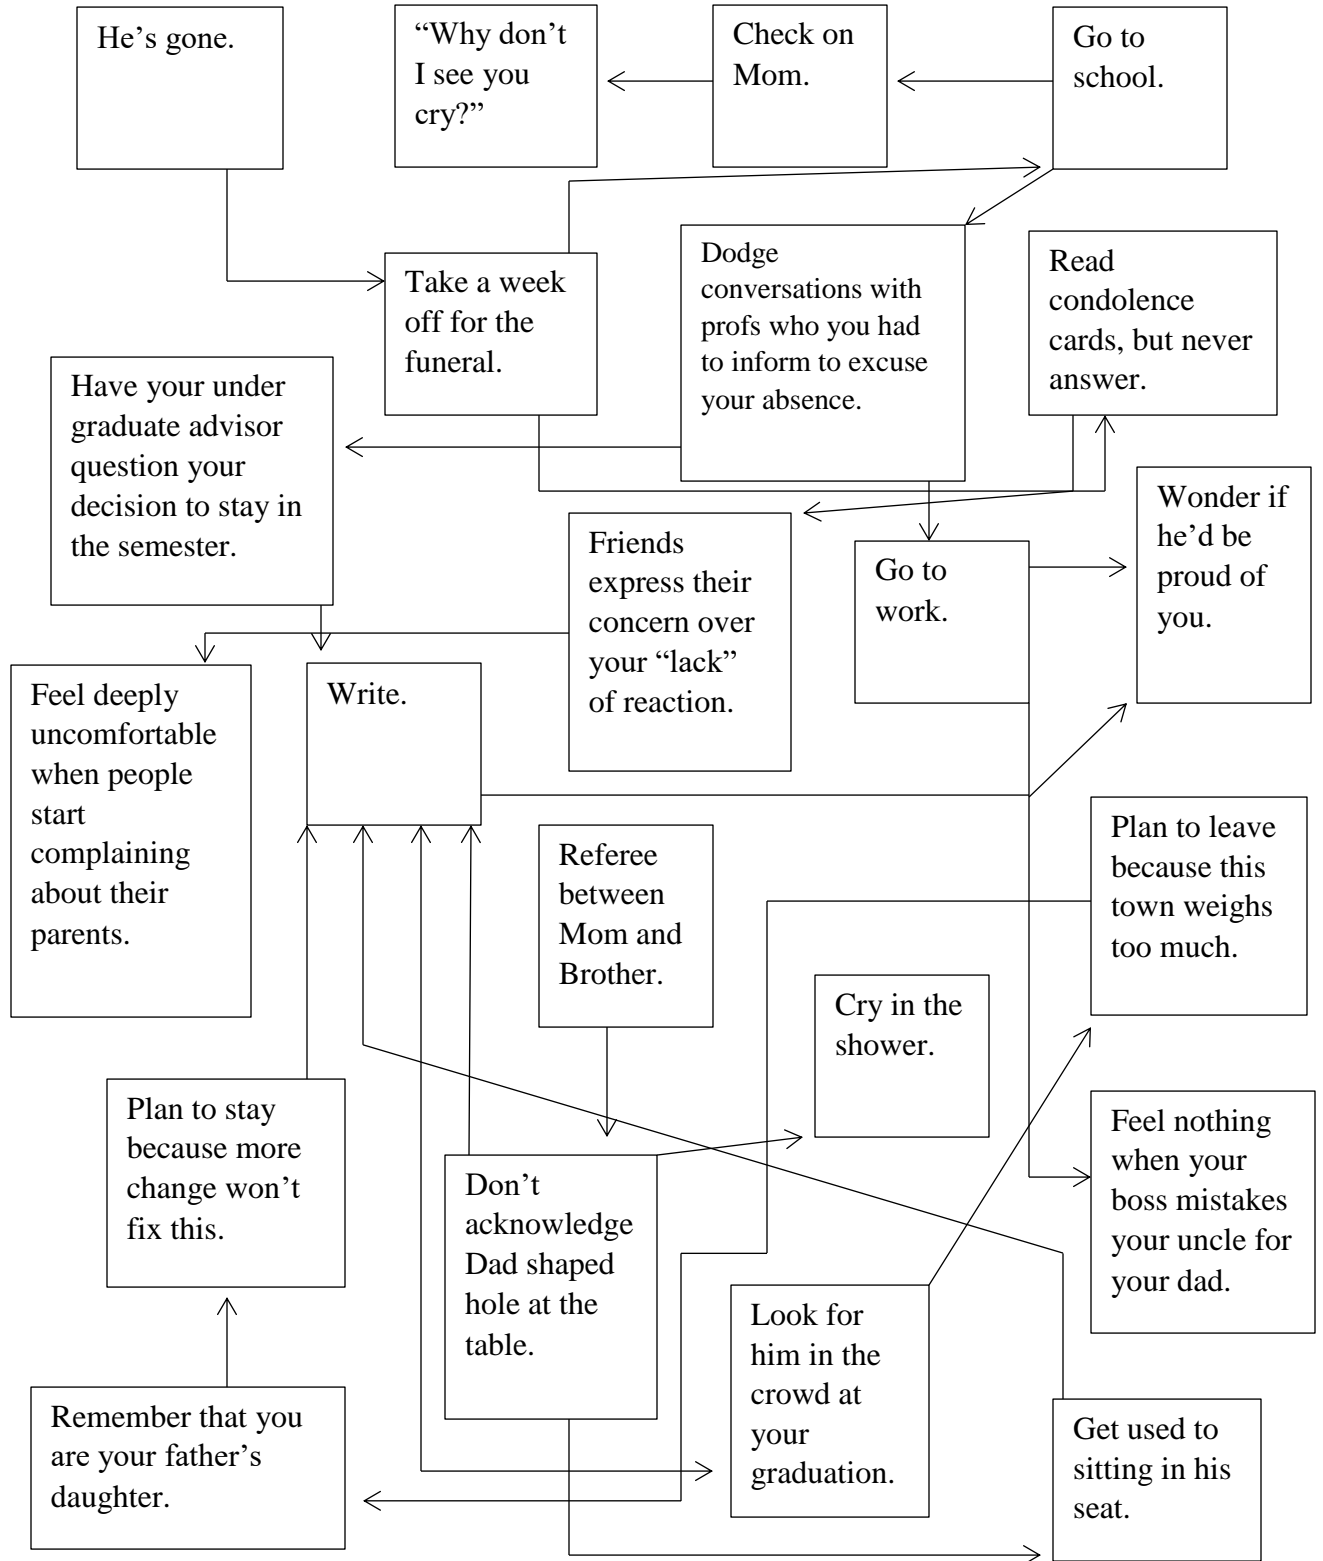 He’s gone.
“Why don’t
I see you
cry?”
Check on
Mom.
Go to
school.
Take a week
off for the
funeral.
Dodge
conversations with
profs who you had
to inform to excuse
your absence.
Read
condolence
cards, but never
answer.
Have your under
graduate advisor
question your
decision to stay in
the semester.
Friends
express their
concern over
your “lack”
of reaction.
Go to
work.
Wonder if
he’d be
proud of
you.
Feel deeply
uncomfortable
when people
start
complaining
about their
parents.
Write.
Referee
between
Mom and
Brother.
Plan to leave
because this
town weighs
too much.
Cry in the
shower.
Plan to stay
because more
change won’t
fix this.
Don’t
acknowledge
Dad shaped
hole at the
table.
Feel nothing
when your
boss mistakes
your uncle for
your dad.
Look for
him in the
crowd at
your
graduation.
Remember that you
are your father’s
daughter.
Get used to
sitting in his
seat.